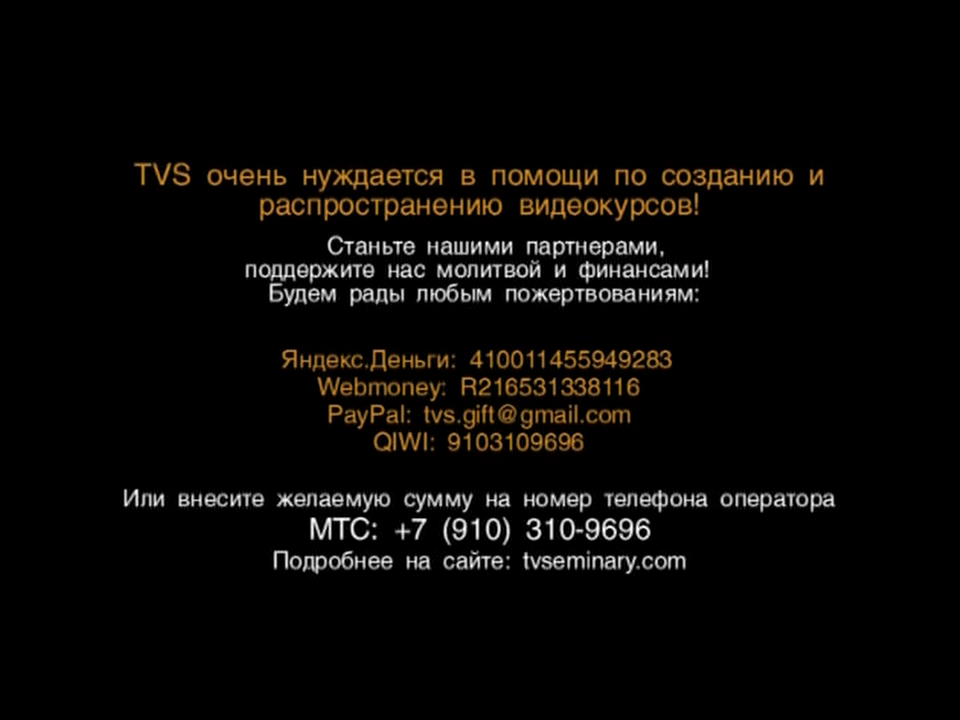 TVS очень нуждается в помощи по созданию и
распространению видеокурсов!
Станьте нашими партнерами,
поддержите нас молитвой и финансами!
Будем рады любым пожертвованиям:
Яндекс.Деньги: 410011455949283
Webmoney: R216531338116
PayPal: tvs.gift@gmail.com
QIWI: 9103109696
Или внесите желаемую сумму на номер телефона оператора
МТС: +7 (910) 310-9696
Подробнее на сайте: tvseminary.com